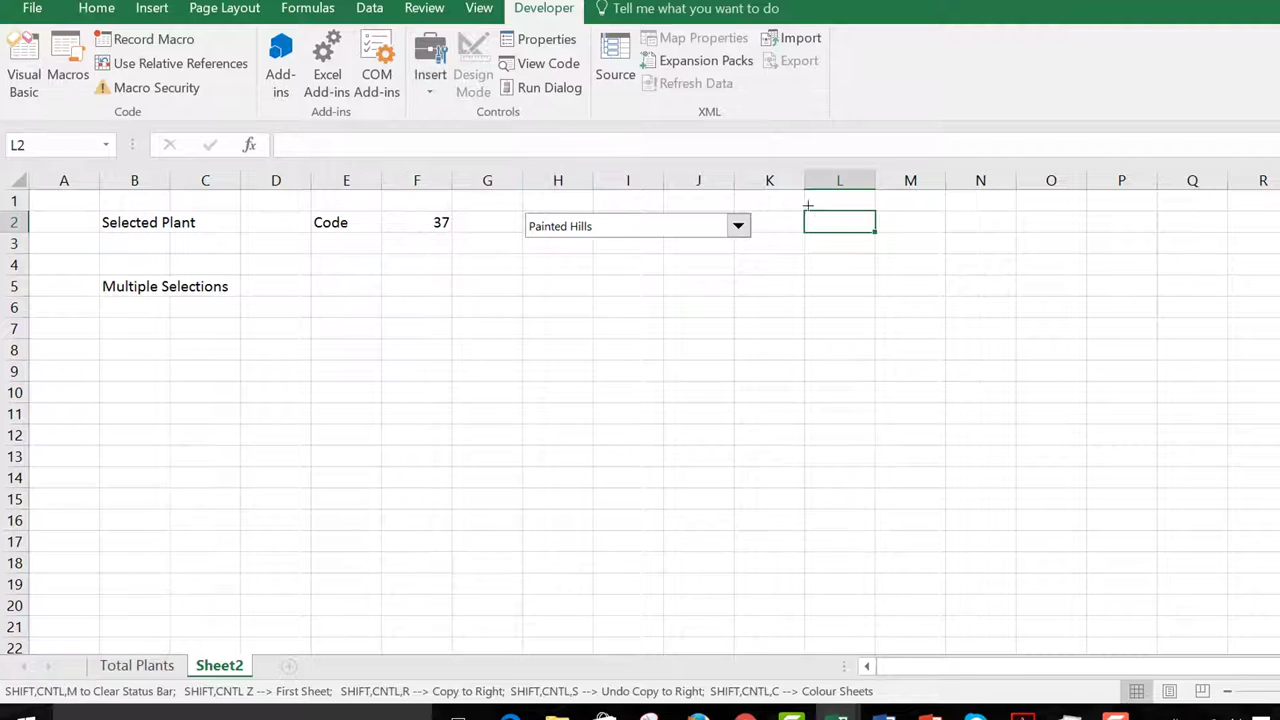 File Home Insert Page Layout Formulas Data Review View Developer Tell me what you want to do
Visual Basic
Macros
Record Macro
Use Relative References
Macro Security
Code
Add-ins
Excel Add-ins
COM Add-ins
Add-ins
Insert
Design Mode
Properties
View Code
Run Dialog
Controls
Source
Map Properties
Expansion Packs
Refresh Data
Import
Export
XML
L2 fx
A B C D E F G H I J K L M N O P Q R
1
2 Selected Plant Code 37 Painted Hills
3
4
5 Multiple Selections
6
7
8
9
10
11
12
13
14
15
16
17
18
19
20
21
22
Total Plants Sheet2
SHIFT,CNTL,M to Clear Status Bar; SHIFT,CNTL Z --> First Sheet; SHIFT,CNTL,R --> Copy to Right; SHIFT,CNTL,S --> Undo Copy to Right; SHIFT,CNTL,C --> Colour Sheets